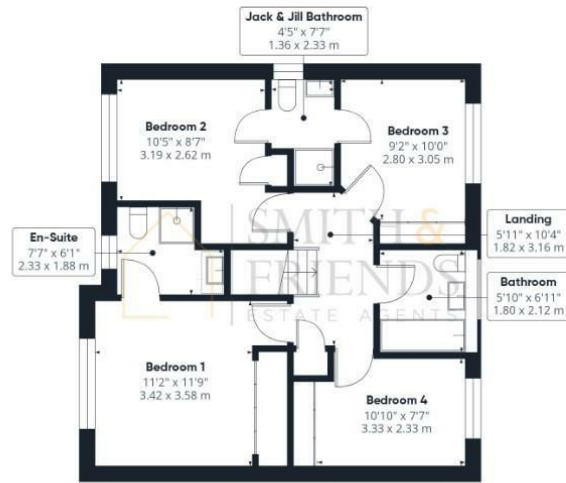 Jack & Jill Bathroom
4'5" x 7'7"
1.36 x 2.33 m
Bedroom 2
10'5" x 8'7"
3.19 x 2.62 m
Bedroom 3
9'2" x 10'0"
2.80 x 3.05 m
En-Suite
7'7" x 6'1"
2.33 x 1.88 m
SMITH &
FRIENDS
ESTATE AGENTS
Landing
5'11" x 10'4"
1.82 x 3.16 m
Bathroom
5'10" x 6'11"
1.80 x 2.12 m
Bedroom 1
11'2" x 11'9"
3.42 x 3.58 m
Bedroom 4
10'10" x 7'7"
3.33 x 2.33 m